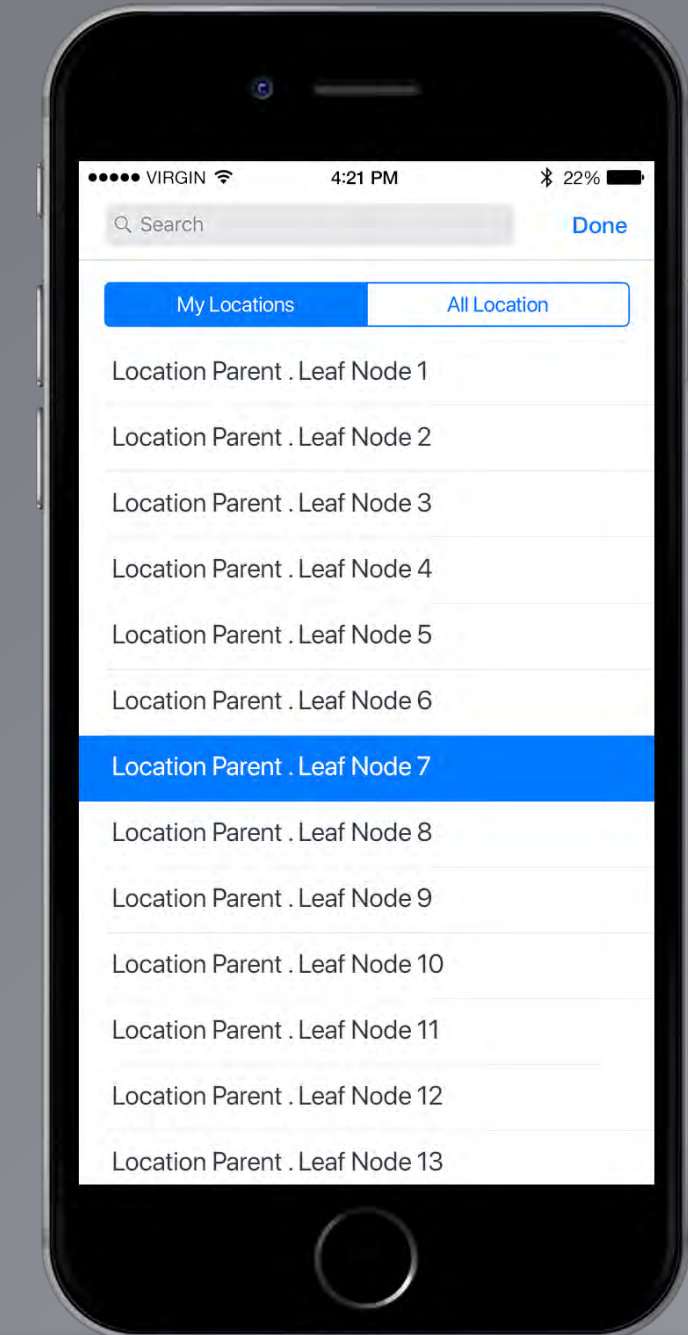 VIRGIN 4:21 PM 22%
Search Done
My Locations All Location
Location Parent . Leaf Node 1
Location Parent . Leaf Node 2
Location Parent . Leaf Node 3
Location Parent . Leaf Node 4
Location Parent . Leaf Node 5
Location Parent . Leaf Node 6
Location Parent . Leaf Node 7
Location Parent . Leaf Node 8
Location Parent . Leaf Node 9
Location Parent . Leaf Node 10
Location Parent . Leaf Node 11
Location Parent . Leaf Node 12
Location Parent . Leaf Node 13